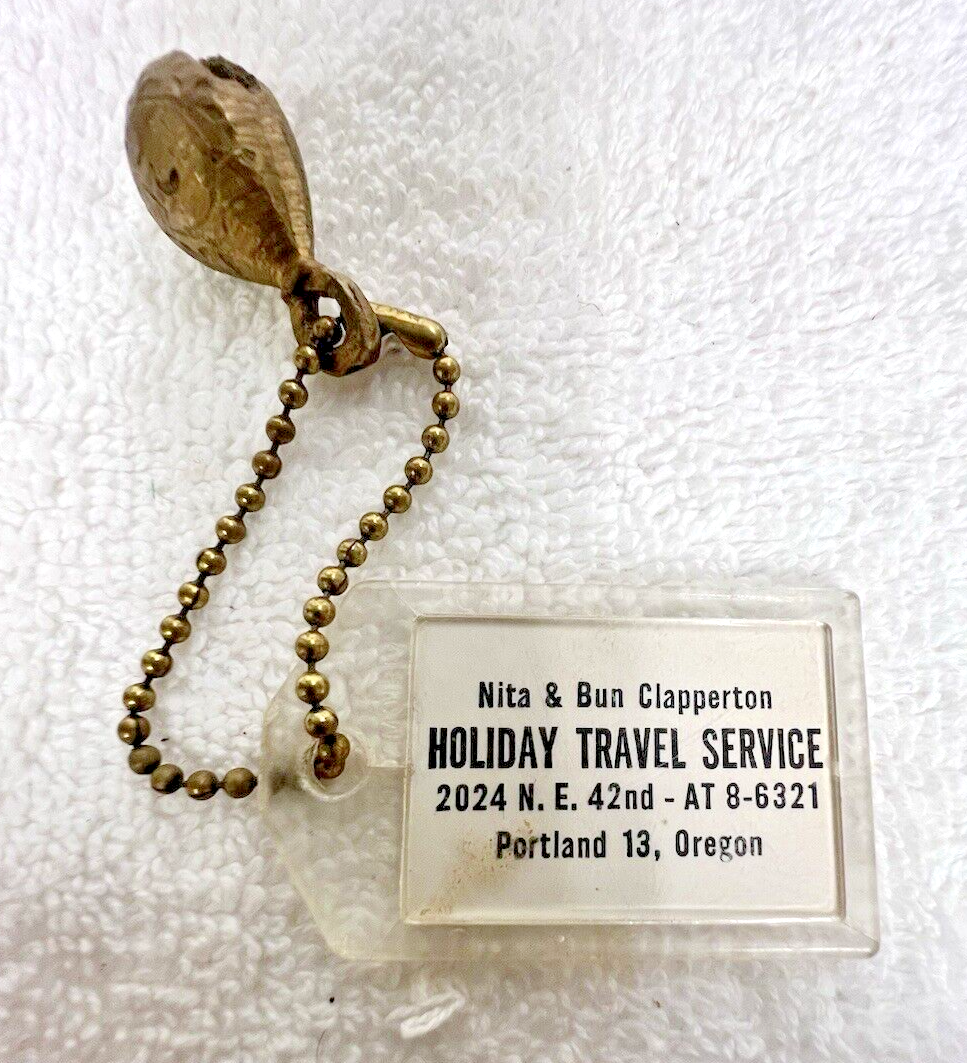 Nita & Bun Clapperton
HOLIDAY TRAVEL SERVICE
2024 N. E. 42nd - AT 8-6321
Portland 13, Oregon